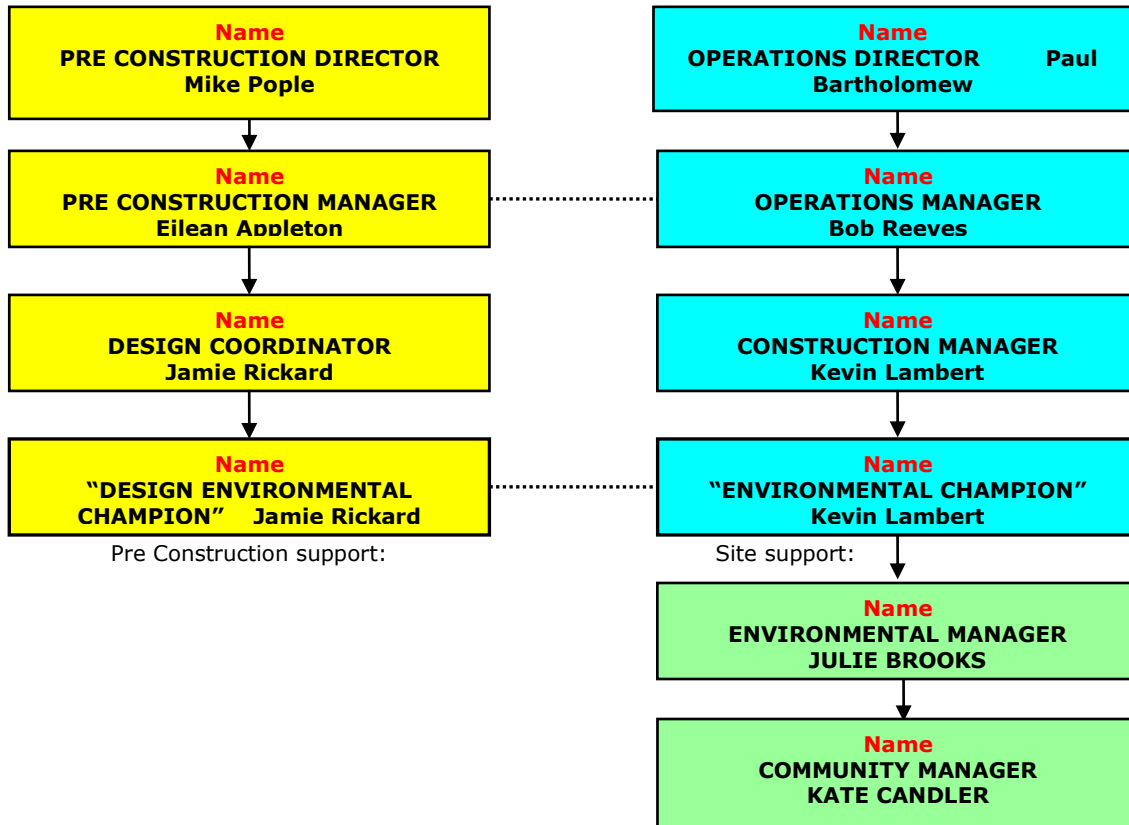 Name
PRE CONSTRUCTION DIRECTOR
Mike Pople
Name
PRE CONSTRUCTION MANAGER
Eilean Appleton
Name
DESIGN COORDINATOR
Jamie Rickard
Name
“DESIGN ENVIRONMENTAL
CHAMPION” Jamie Rickard
Pre Construction support:
Name
OPERATIONS DIRECTOR Paul
Bartholomew
Name
OPERATIONS MANAGER
Bob Reeves
Name
CONSTRUCTION MANAGER
Kevin Lambert
Name
“ENVIRONMENTAL CHAMPION”
Kevin Lambert
Site support:
Name
ENVIRONMENTAL MANAGER
JULIE BROOKS
Name
COMMUNITY MANAGER
KATE CANDLER